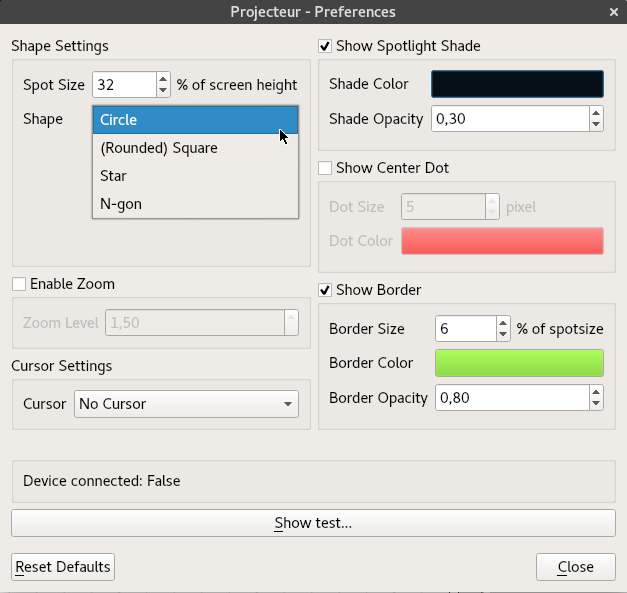 Projecteur - Preferences
Shape Settings
Spot Size 32 % of screen height
Shape Circle
(Rounded) Square
Star
N-gon
Enable Zoom
Zoom Level 1,50
Cursor Settings
Cursor No Cursor
Show Spotlight Shade
Shade Color
Shade Opacity 0,30
Show Center Dot
Dot Size 5 pixel
Dot Color
Show Border
Border Size 6 % of spotsize
Border Color
Border Opacity 0,80
Device connected: False
Show test...
Reset Defaults
Close